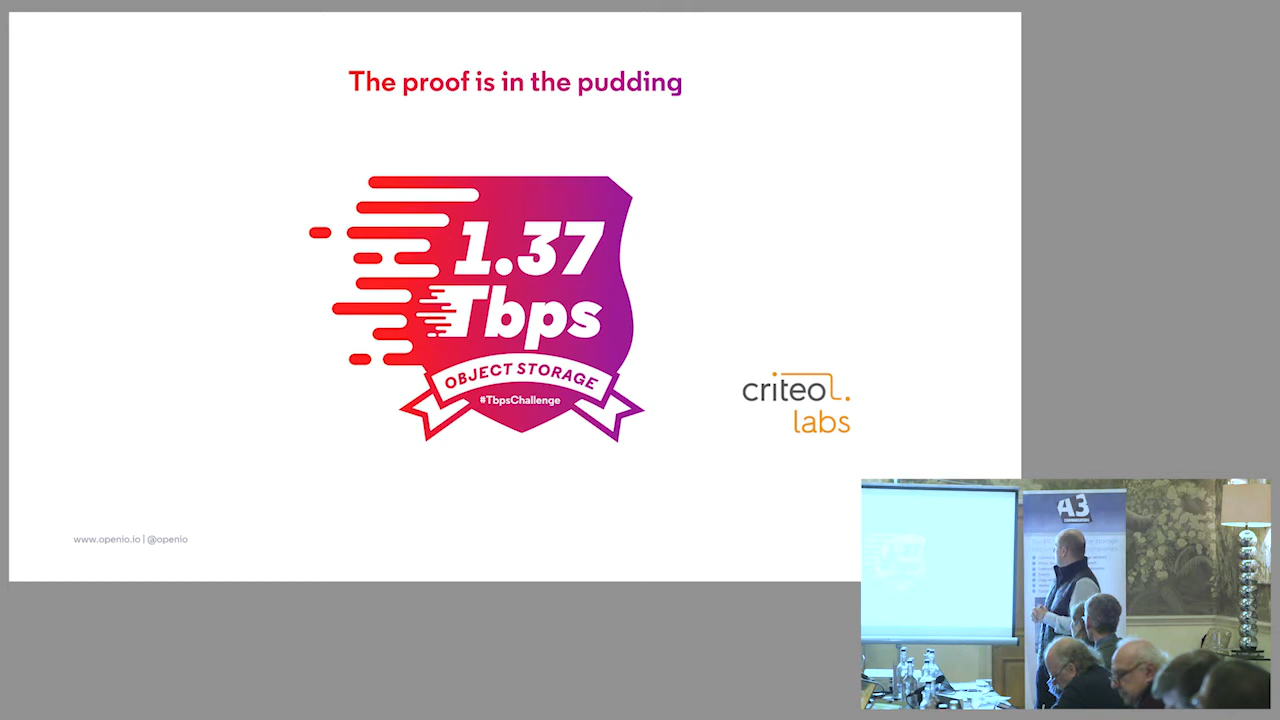 The proof is in the pudding
1.37
Tbps
OBJECT STORAGE
#TbpsChallenge
criteo.
labs
www.openio.io | @openio
A3